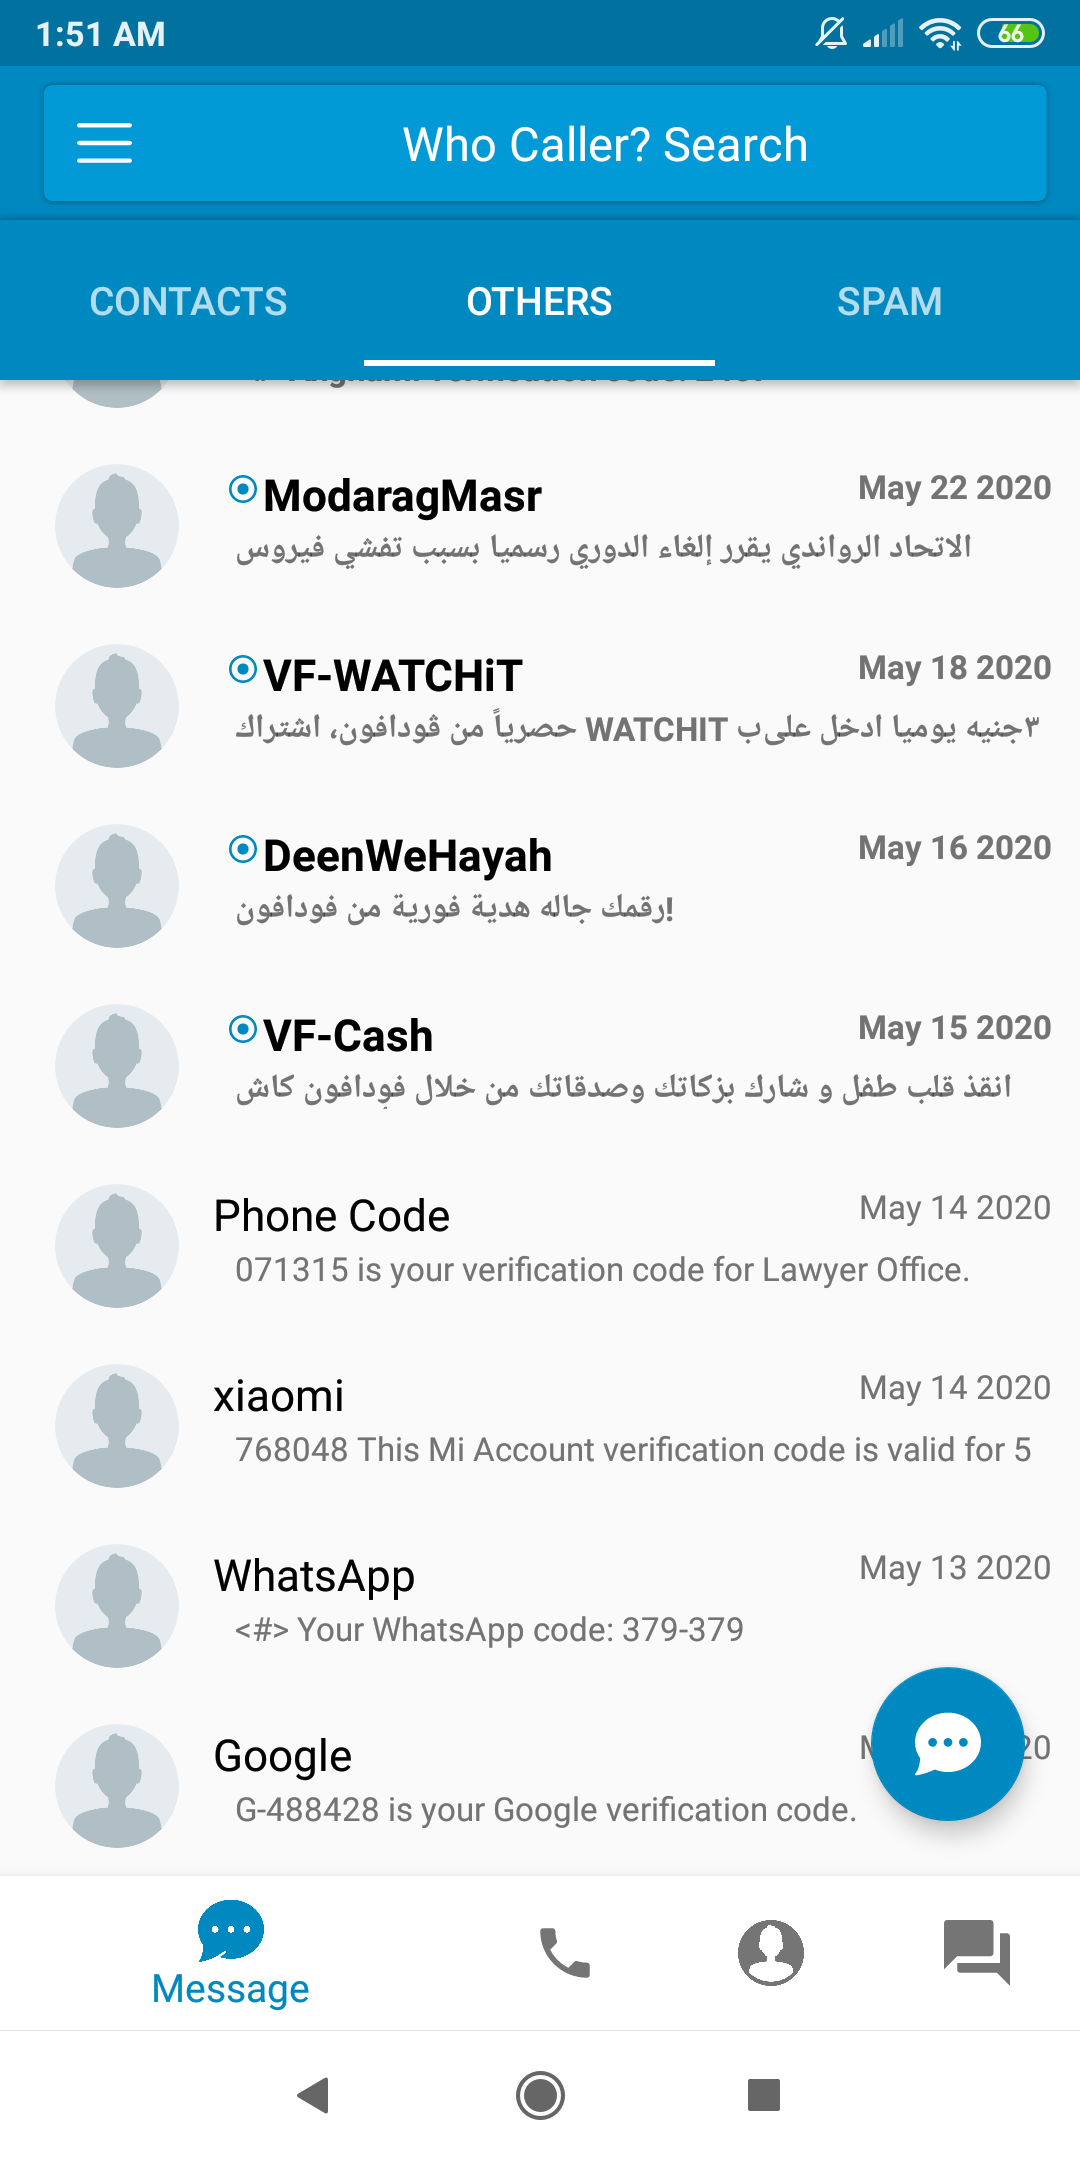 1:51 AM
66
Who Caller? Search
CONTACTS
OTHERS
SPAM
ModaragMasr
May 22 2020
الاتحاد الرواندي يقرر إلغاء الدوري رسميا بسبب تفشي فيروس
VF-WATCHiT
May 18 2020
٣جنيه يوميا ادخل على ب WATCHIT حصرياً من ڤودافون، اشتراك
DeenWeHayah
May 16 2020
رقمك جاله هدية فورية من فودافون!
VF-Cash
May 15 2020
انقذ قلب طفل و شارك بزكاتك وصدقاتك من خلال فودافون كاش
Phone Code
May 14 2020
071315 is your verification code for Lawyer Office.
xiaomi
May 14 2020
768048 This Mi Account verification code is valid for 5
WhatsApp
May 13 2020
<#> Your WhatsApp code: 379-379
Google
G-488428 is your Google verification code.
Message